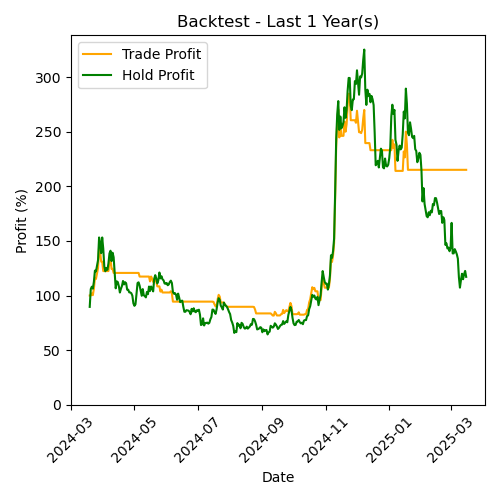 Backtest - Last 1 Year(s)
Trade Profit
Hold Profit
Profit (%)
300
250
200
150
100
50
0
2024-03
2024-05
2024-07
2024-09
2024-11
2025-01
2025-03
Date